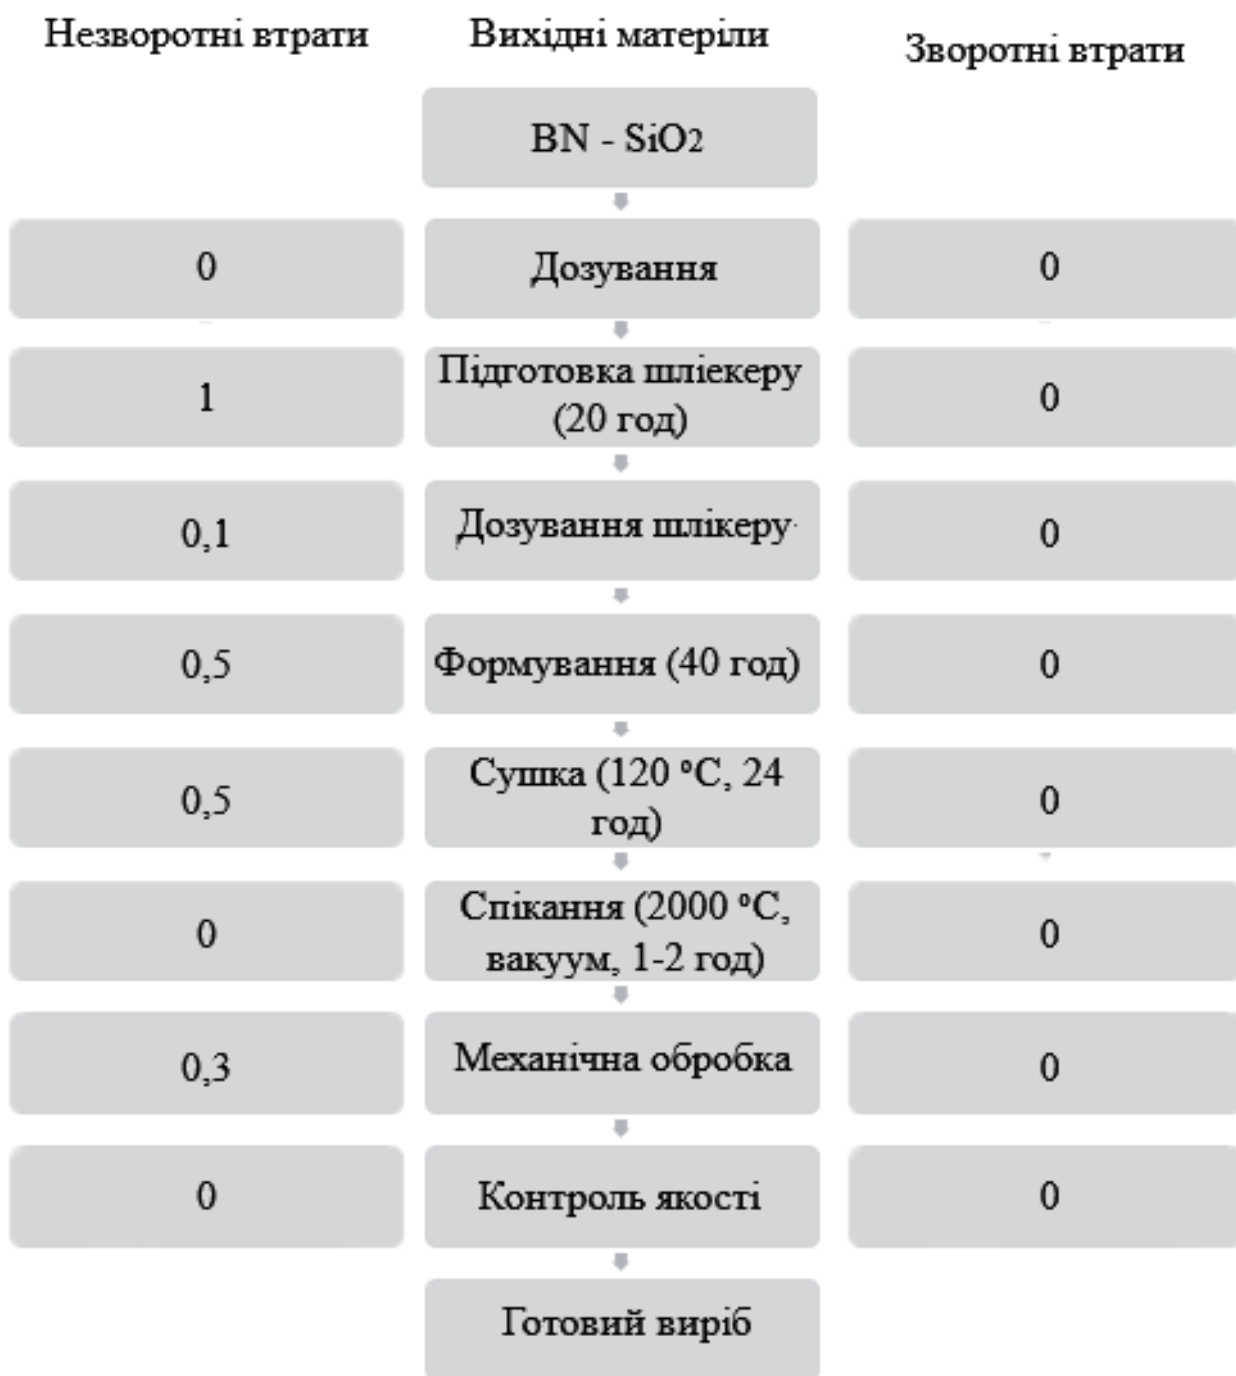 Незворотні втрати
Вихідні матеріли
Зворотні втрати
BN - SiO2
0
Дозування
0
1
Підготовка шліекеру
(20 год)
0
0,1
Дозування шлікеру
0
0,5
Формування (40 год)
0
0,5
Сушка (120 °C, 24
год)
0
0
Спікання (2000 °C,
вакуум, 1-2 год)
0
0,3
Механічна обробка
0
0
Контроль якості
0
Готовий виріб